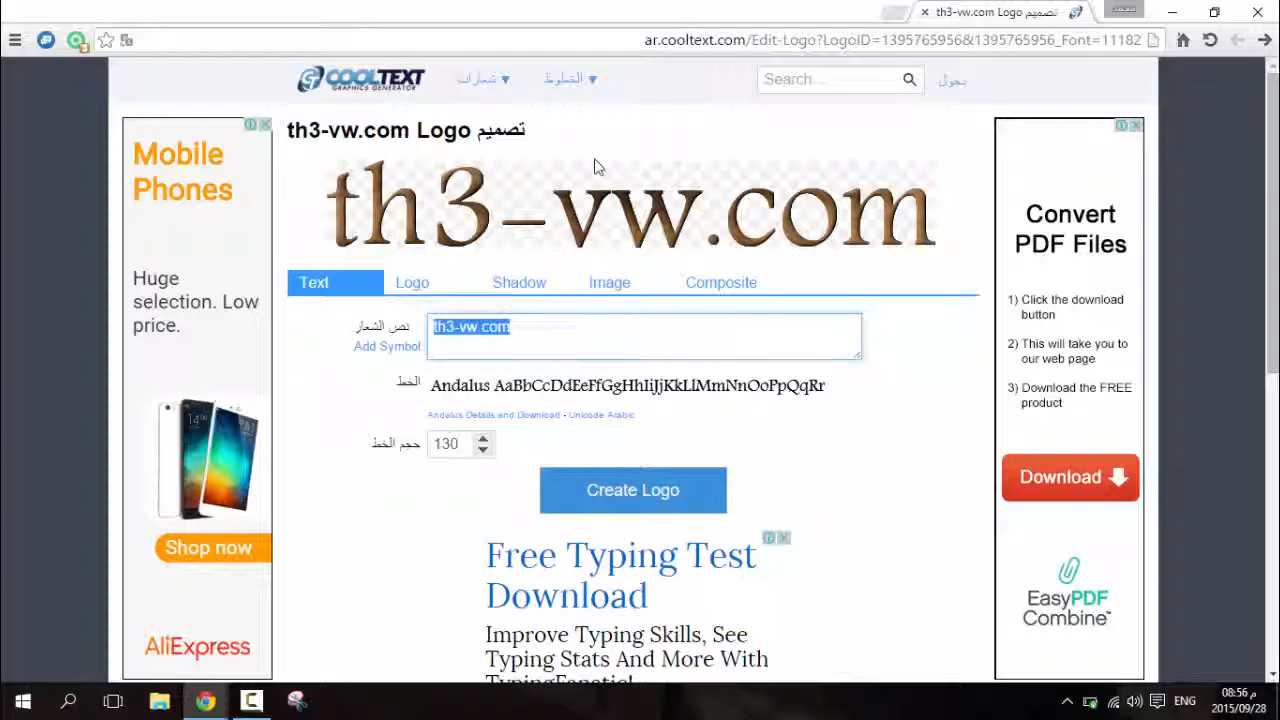 th3-vw.com Logo تصميم
ar.cooltext.com/Edit-Logo?LogoID=1395765956&1395765956_Font=11182
COOLTEXT
GRAPHICS GENERATOR
شعارات ▼
الخطوط ▼
Search...
دخول
th3-vw.com Logo تصميم
th3-vw.com
Text
Logo
Shadow
Image
Composite
نص الشعار
th3-vw.com
Add Symbol
الخط
Andalus AaBbCcDdEeFfGgHhIiJjKkLlMmNnOoPpQqRr
Andalus Details and Download - Unicode Arabic
حجم الخط
130
Create Logo
Free Typing Test
Download
Improve Typing Skills, See
Typing Stats And More With
TypingFanatic!
Mobile
Phones
Huge
selection. Low
price.
Shop now
AliExpress
Convert
PDF Files
1) Click the download
button
2) This will take you to
our web page
3) Download the FREE
product
Download
EasyPDF
Combine™
ENG
08:56 م
2015/09/28